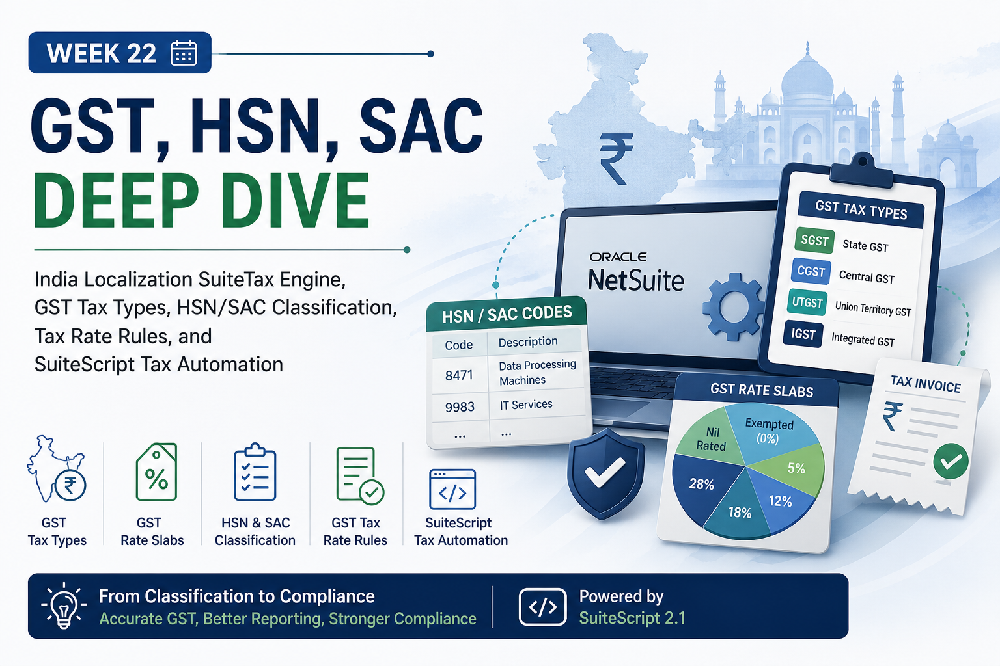 WEEK 22
GST, HSN, SAC
DEEP DIVE
India Localization SuiteTax Engine,
GST Tax Types, HSN/SAC Classification,
Tax Rate Rules, and
SuiteScript Tax Automation
₹
ORACLE
NetSuite
GST TAX TYPES
SGST State GST
CGST Central GST
UTGST Union Territory GST
IGST Integrated GST
HSN / SAC CODES
Code Description
8471 Data Processing
Machines
9983 IT Services
... ...
GST RATE SLABS
Nil
Rated
Exempted
(0%)
5%
12%
18%
28%
TAX INVOICE
₹
₹
GST
Tax Types
%
GST
Rate Slabs
HSN & SAC
Classification
GST Tax
Rate Rules
</>
SuiteScript
Tax Automation
From Classification to Compliance
Accurate GST, Better Reporting, Stronger Compliance
</>
Powered by
SuiteScript 2.1